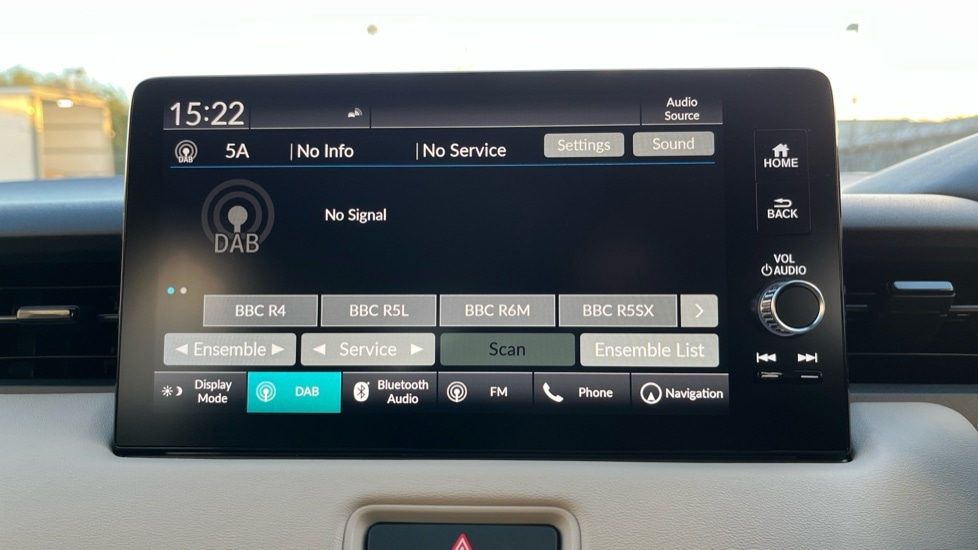 15:22
Audio
Source
DAB 5A |No Info |No Service Settings Sound
DAB
No Signal
HOME
BACK
VOL
AUDIO
BBC R4 BBC R5L BBC R6M BBC R5SX >
◄ Ensemble ► ◄ Service ► Scan Ensemble List
Display
Mode
DAB
Bluetooth
Audio
FM
Phone
Navigation